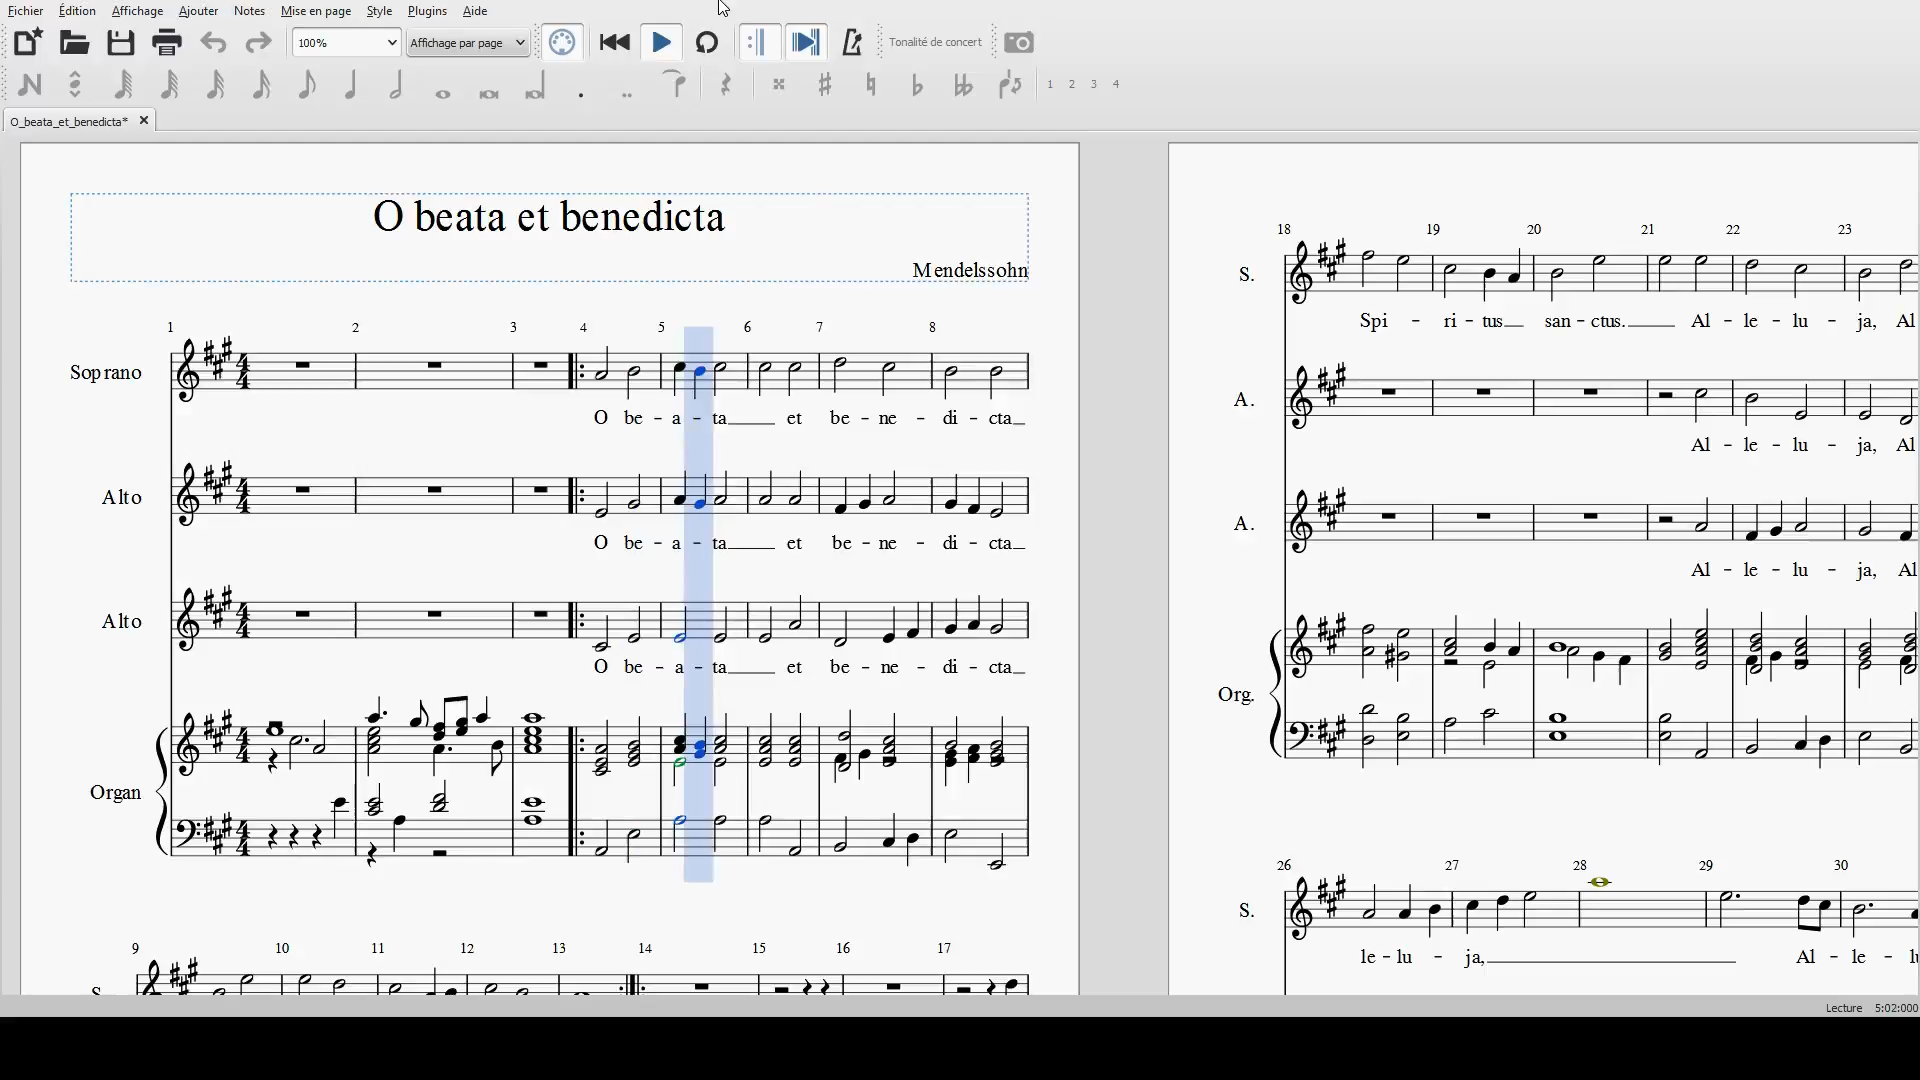 Fichier Édition Affichage Ajouter Notes Mise en page Style Plugins Aide
100% Affichage par page Tonalité de concert
1 2 3 4
O_beata_et_benedicta*
O beata et benedicta
Mendelssohn
1 2 3 4 5 6 7 8
Soprano
O be - a - ta et be - ne - di - cta
Alto
O be - a - ta et be - ne - di - cta
Alto
O be - a - ta et be - ne - di - cta
Organ
9 10 11 12 13 14 15 16 17
S.
18 19 20 21 22 23
S.
Spi - ri - tus san - ctus. Al - le - lu - ja, Al
A.
Al - le - lu - ja, Al
A.
Al - le - lu - ja, Al
Org.
26 27 28 29 30
S.
le - lu - ja, Al - le - lu
Lecture 5:02:000